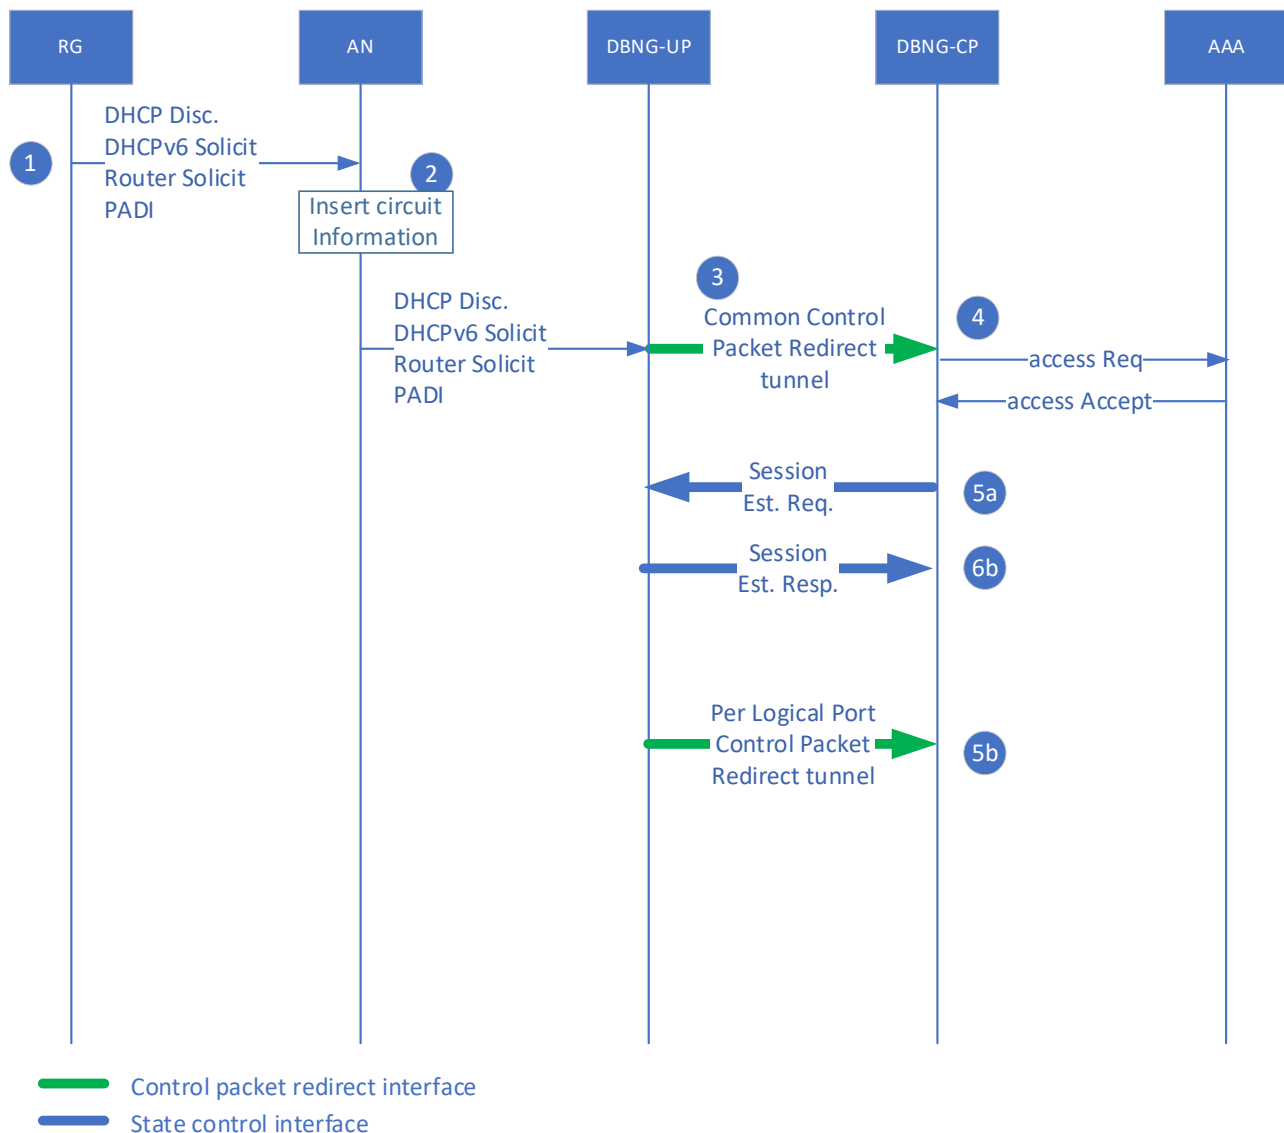 RG
AN
DBNG-UP
DBNG-CP
AAA
1
DHCP Disc.
DHCPv6 Solicit
Router Solicit
PADI
2
Insert circuit
Information
DHCP Disc.
DHCPv6 Solicit
Router Solicit
PADI
3
Common Control
Packet Redirect
tunnel
4
access Req
access Accept
Session
Est. Req.
5a
Session
Est. Resp.
6b
Per Logical Port
Control Packet
Redirect tunnel
5b
Control packet redirect interface
State control interface